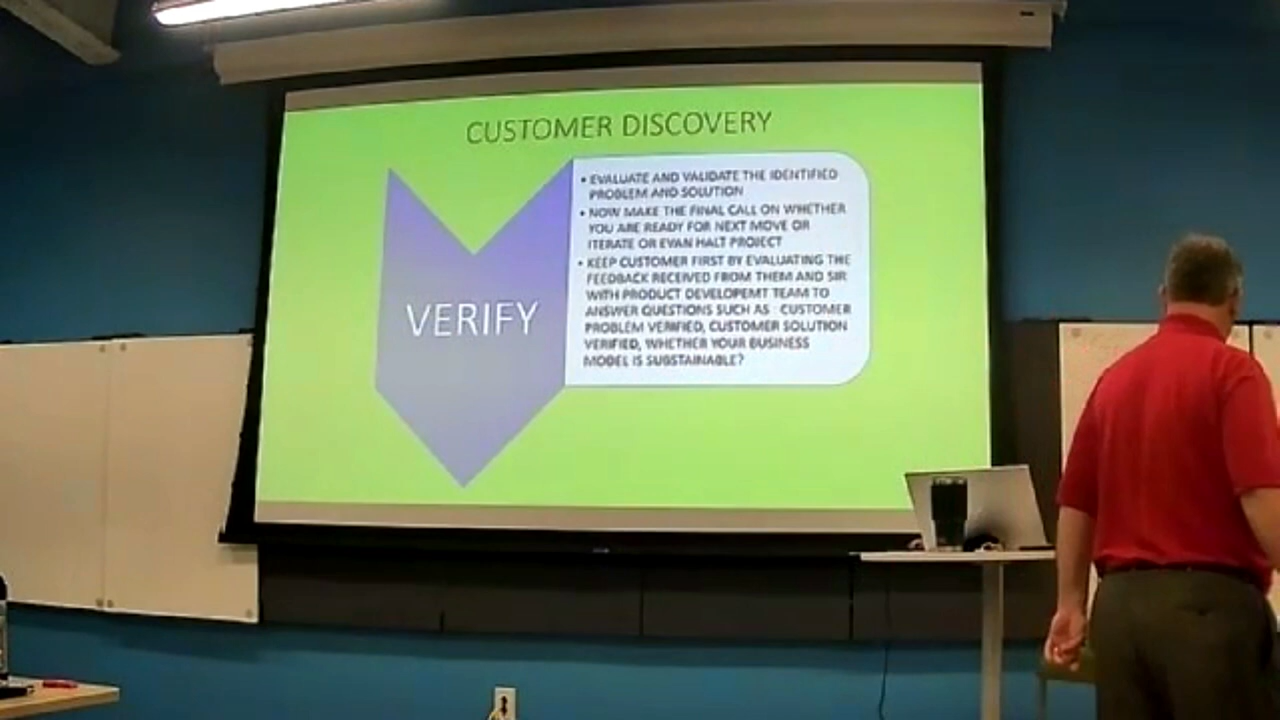 CUSTOMER DISCOVERY
VERIFY
• EVALUATE AND VALIDATE THE IDENTIFIED
PROBLEM AND SOLUTION
• NOW MAKE THE FINAL CALL ON WHETHER
YOU ARE READY FOR NEXT MOVE OR
ITERATE OR EVAN HALT PROJECT
• KEEP CUSTOMER FIRST BY EVALUATING THE
FEEDBACK RECEIVED FROM THEM AND SIR
WITH PRODUCT DEVELOPEMT TEAM TO
ANSWER QUESTIONS SUCH AS : CUSTOMER
PROBLEM VERIFIED, CUSTOMER SOLUTION
VERIFIED, WHETHER YOUR BUSINESS
MODEL IS SUBSTAINABLE?